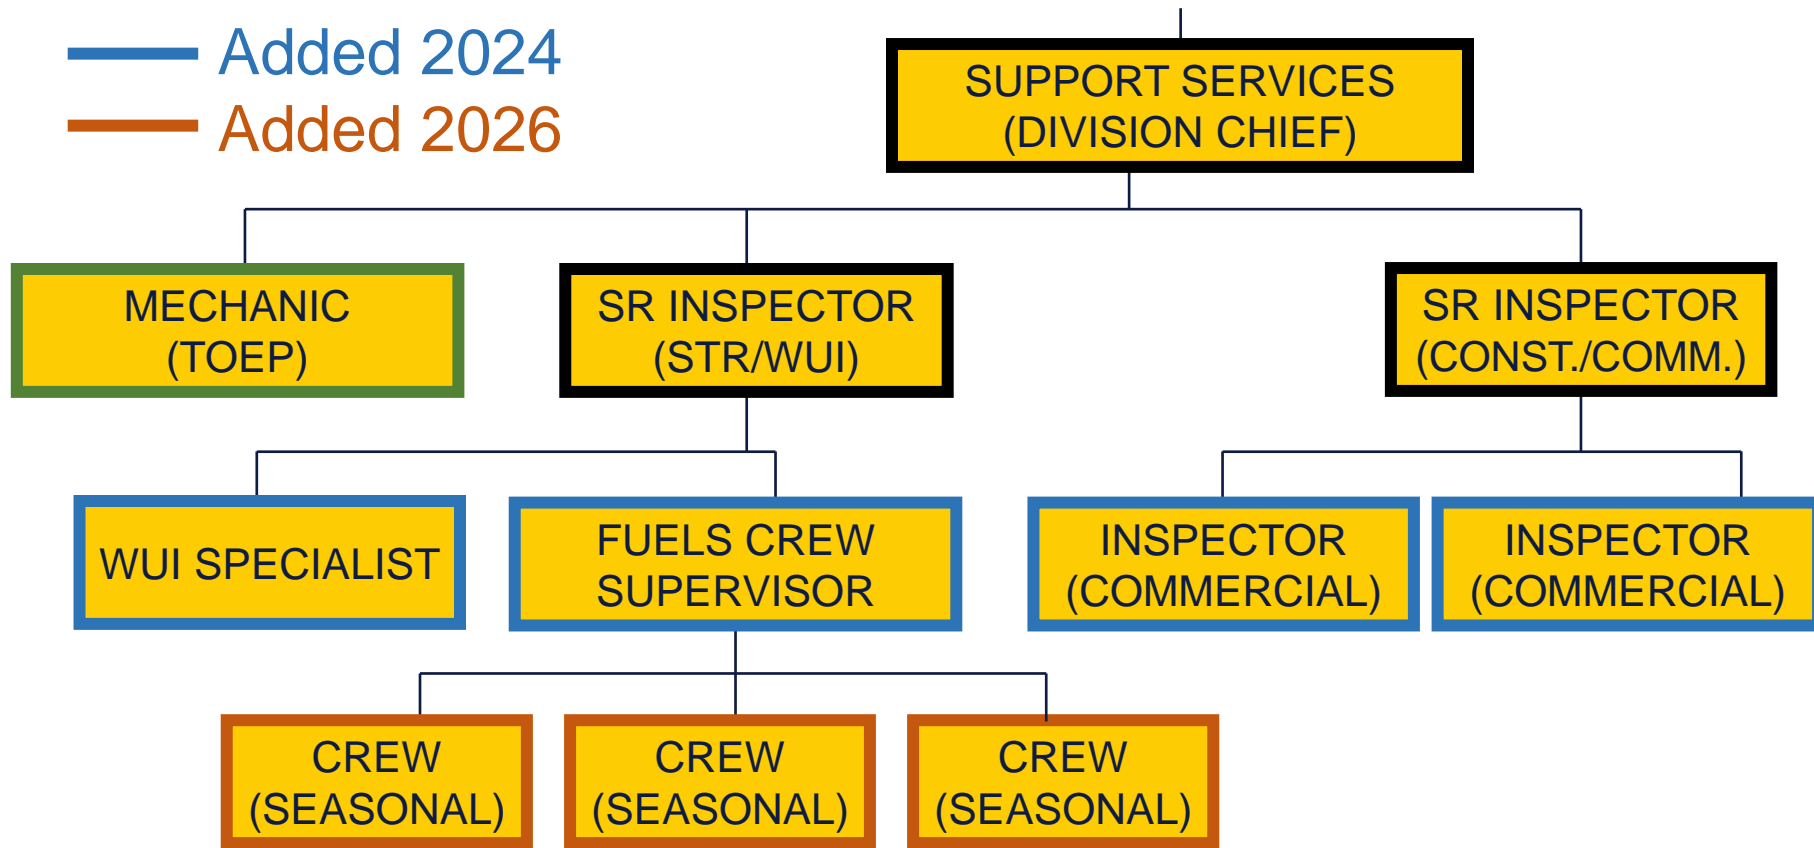 Added 2024
Added 2026
SUPPORT SERVICES
(DIVISION CHIEF)
MECHANIC
(TOEP)
SR INSPECTOR
(STR/WUI)
SR INSPECTOR
(CONST./COMM.)
WUI SPECIALIST
FUELS CREW
SUPERVISOR
INSPECTOR
(COMMERCIAL)
INSPECTOR
(COMMERCIAL)
CREW
(SEASONAL)
CREW
(SEASONAL)
CREW
(SEASONAL)